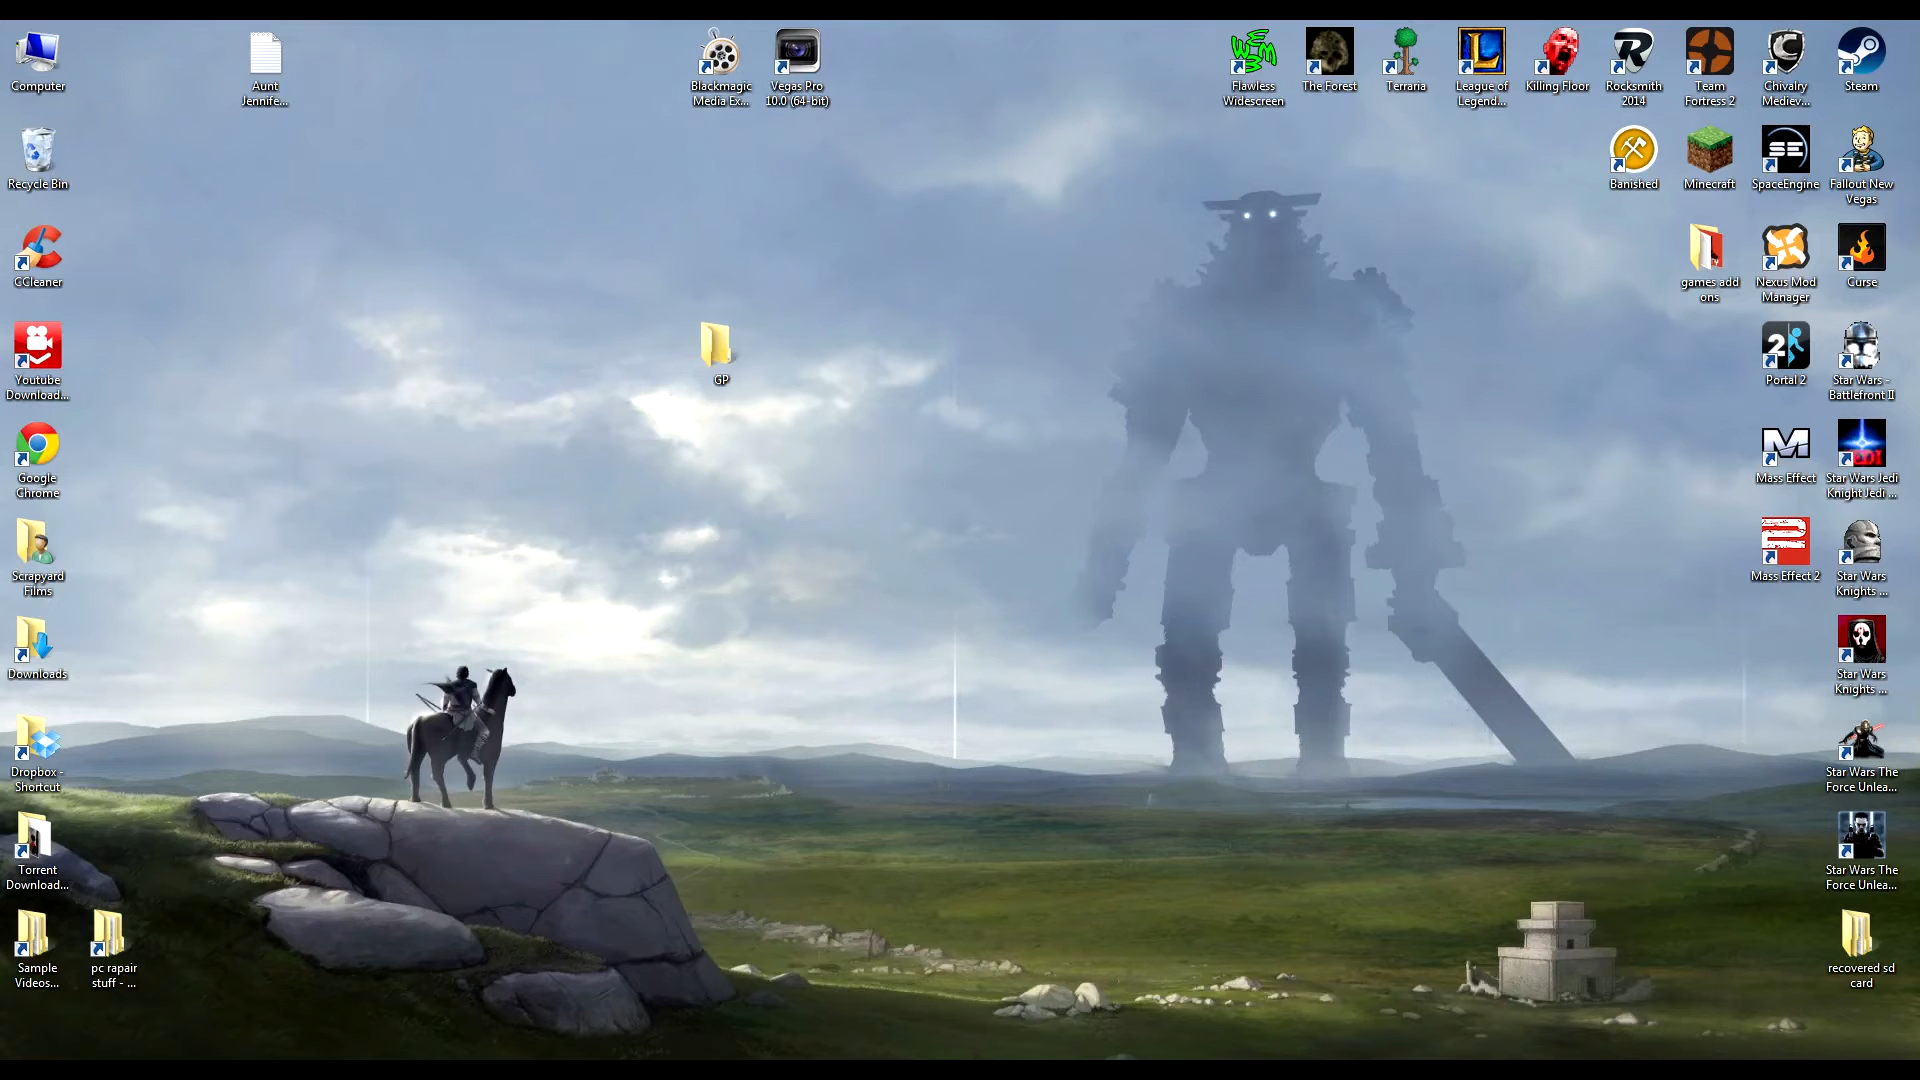 Computer
Aunt
Jennife...
Blackmagic
Media Ex...
Vegas Pro
10.0 (64-bit)
Flawless
Widescreen
The Forest
Terraria
League of
Legend...
Killing Floor
Rocksmith
2014
Team
Fortress 2
Chivalry
Mediev...
Steam
Recycle Bin
Banished
Minecraft
SE
SpaceEngine
Fallout New
Vegas
CCleaner
games add
ons
Nexus Mod
Manager
Curse
Youtube
Download...
GP
2
Portal 2
Star Wars -
Battlefront II
Google
Chrome
M
Mass Effect
Star Wars Jedi
Knight Jedi ...
Scrapyard
Films
2
Mass Effect 2
Star Wars
Knights ...
Downloads
Star Wars
Knights ...
Dropbox -
Shortcut
Star Wars The
Force Unlea...
Torrent
Download...
Star Wars The
Force Unlea...
Sample
Videos...
pc rapair
stuff - ...
recovered sd
card